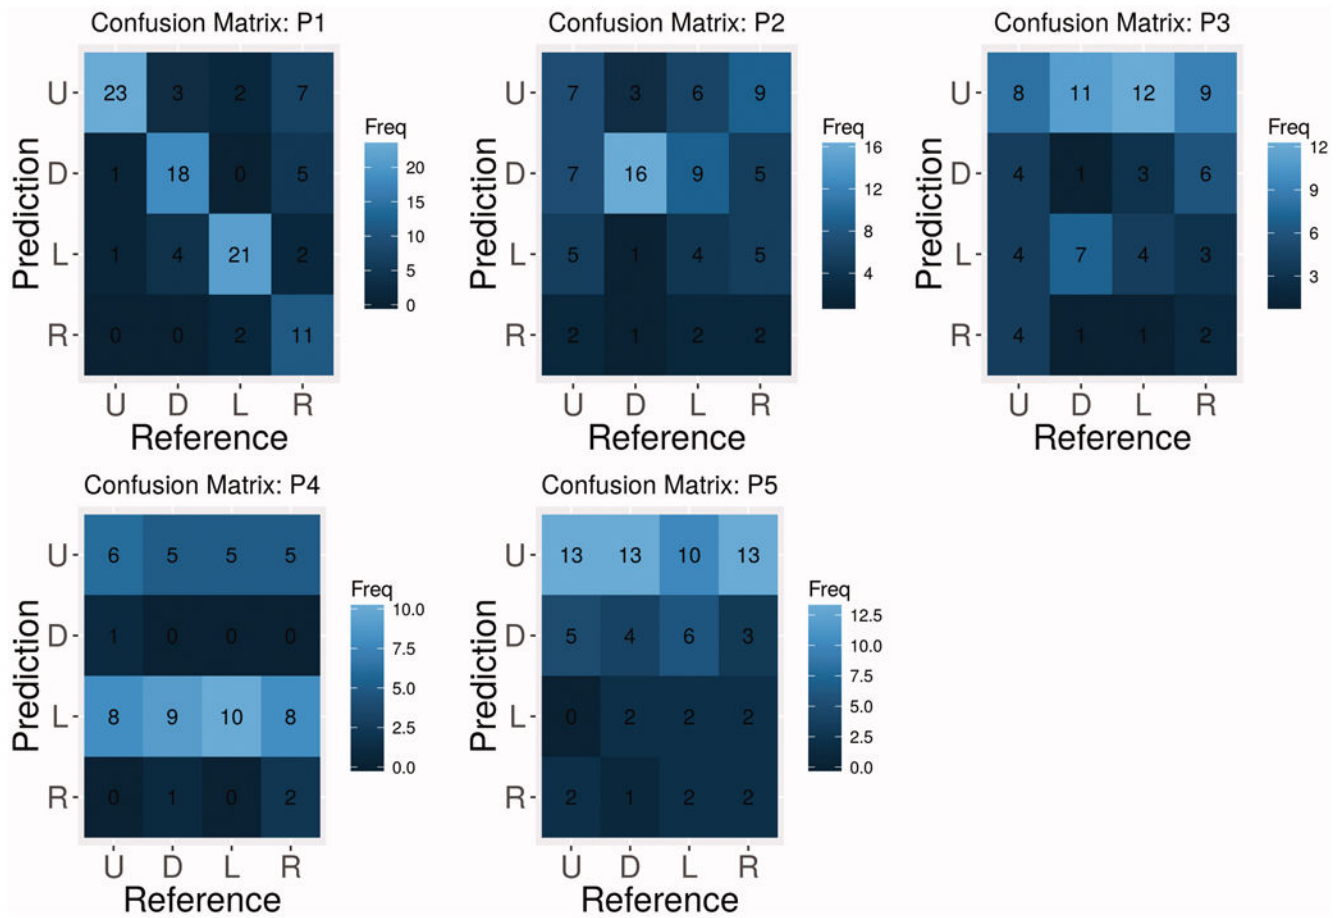 Confusion Matrix: P1
Prediction
U 23 3 2 7
D 1 18 0 5
L 1 4 21 2
R 0 0 2 11
U D L R
Reference
Freq
20
15
10
5
0
Confusion Matrix: P2
U 7 3 6 9
D 7 16 9 5
L 5 1 4 5
R 2 1 2 2
Prediction
U D L R
Reference
Freq
16
12
8
4
Confusion Matrix: P3
U 8 11 12 9
D 4 1 3 6
L 4 7 4 3
R 4 1 1 2
Prediction
U D L R
Reference
Freq
12
9
6
3
Confusion Matrix: P4
U 6 5 5 5
D 1 0 0 0
L 8 9 10 8
R 0 1 0 2
Prediction
U D L R
Reference
Freq
10.0
7.5
5.0
2.5
0.0
Confusion Matrix: P5
U 13 13 10 13
D 5 4 6 3
L 0 2 2 2
R 2 1 2 2
Prediction
U D L R
Reference
Freq
12.5
10.0
7.5
5.0
2.5
0.0